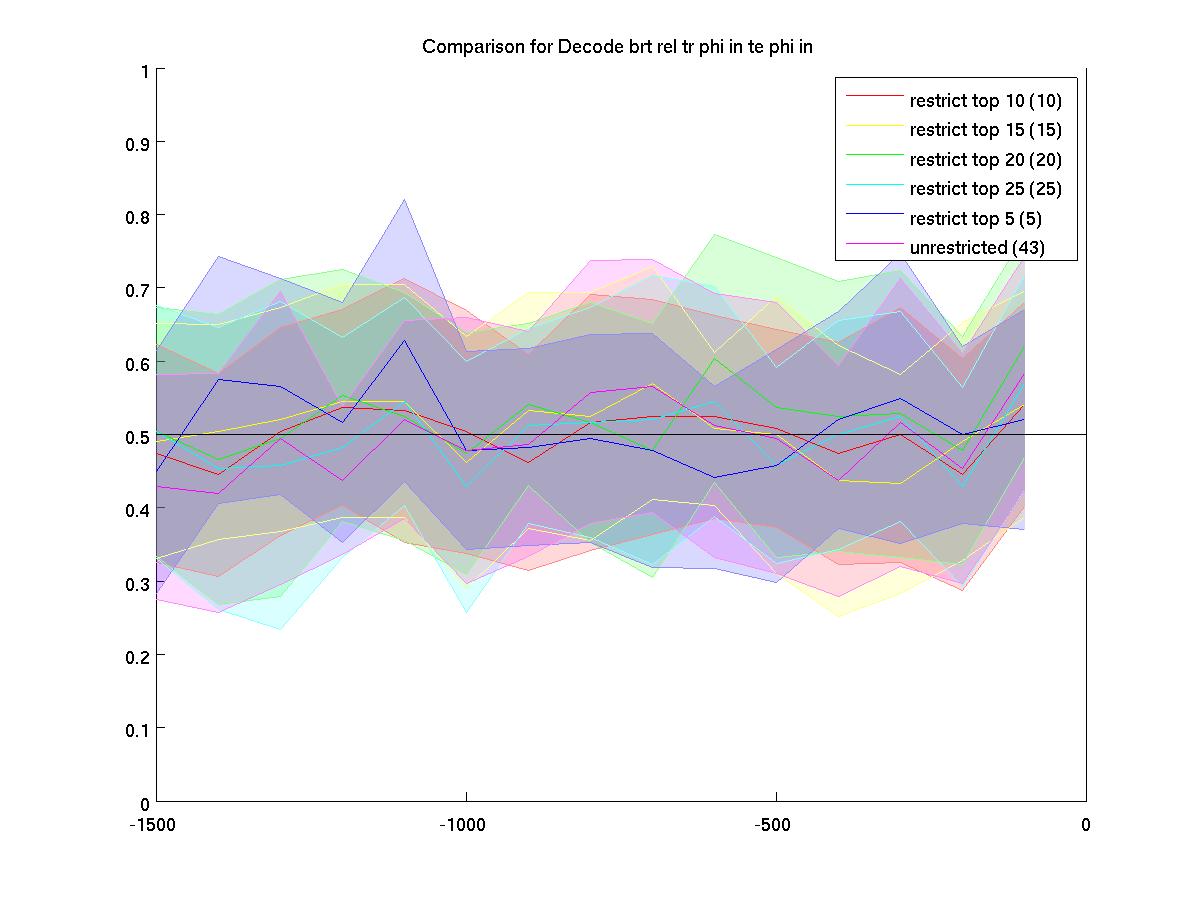 Comparison for Decode brt rel tr phi in te phi in
1
0.9
0.8
0.7
0.6
0.5
0.4
0.3
0.2
0.1
0
-1500
-1000
-500
0
restrict top 10 (10)
restrict top 15 (15)
restrict top 20 (20)
restrict top 25 (25)
restrict top 5 (5)
unrestricted (43)